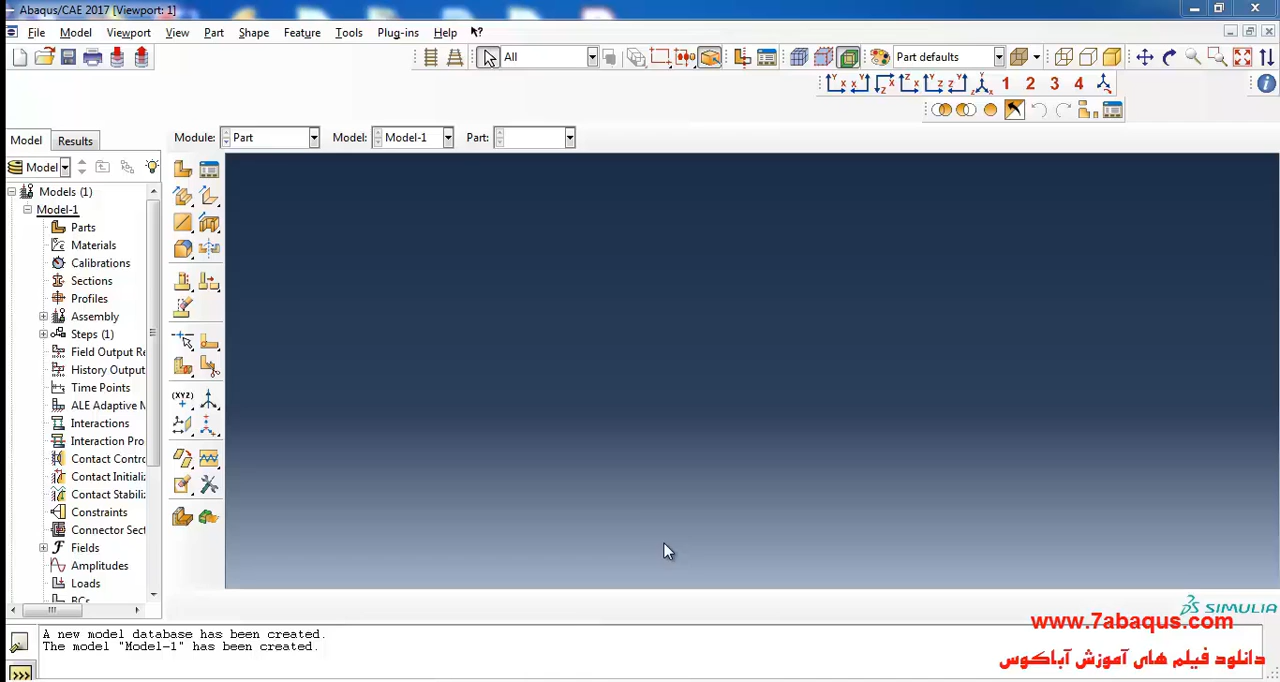 Abaqus/CAE 2017 [Viewport: 1]
File Model Viewport View Part Shape Feature Tools Plug-ins Help
All Part defaults
1 2 3 4
Model Results Module: Part Model: Model-1 Part:
Model
Models (1)
Model-1
Parts
Materials
Calibrations
Sections
Profiles
Assembly
Steps (1)
Field Output Re
History Output
Time Points
ALE Adaptive M
Interactions
Interaction Pro
Contact Contro
Contact Initiali
Contact Stabiliz
Constraints
Connector Sect
Fields
Amplitudes
Loads
BCs
(XYZ)
SIMULIA
A new model database has been created.
The model "Model-1" has been created.
>>>
www.7abaqus.com
دانلود فیلم های آموزش آباکوس